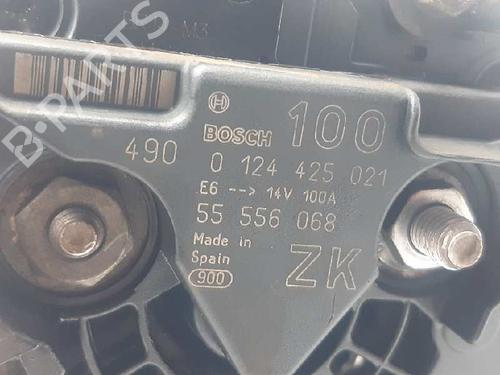 M3
BOSCH 100
490 0 124 425 021
E6 --> 14V 100A
55 556 068
Made in
Spain
ZK
900
B-PARTS